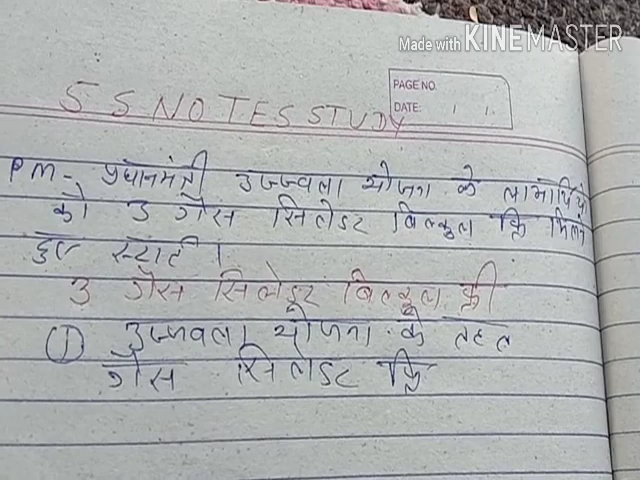 Made with KINEMASTER
PAGE NO.
DATE: / /
S S NOTES STUDY
PM- प्रधानमंत्री उज्ज्वला योजना के लाभार्थियो
को 3 गैस सिलेडर बिल्कुल फ्रि मिलने
हुए स्टार्ट ।
3 गैस सिलेडर बिल्कुल फ्री
① उज्जवला योजना के तहत
गैस सिलेडर फ्रि